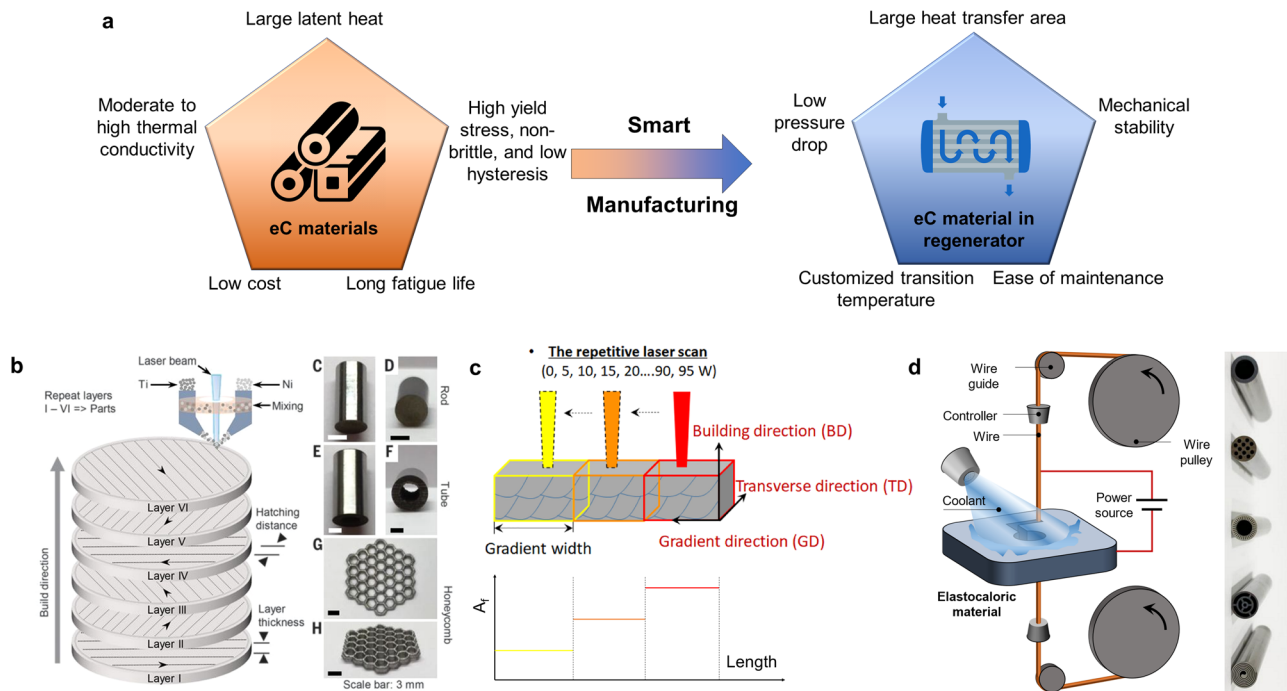 a
Large latent heat
Moderate to
high thermal
conductivity
High yield
stress, non-
brittle, and low
hysteresis
eC materials
Low cost
Long fatigue life
Smart
Manufacturing
Large heat transfer area
Low
pressure
drop
Mechanical
stability
eC material in
regenerator
Customized transition
temperature
Ease of maintenance
b
Laser beam
Ti
Ni
Repeat layers
I – VI => Parts
Mixing
Build direction
Layer VI
Layer V
Layer IV
Layer III
Layer II
Layer I
Hatching
distance
Layer
thickness
C
D
Rod
E
F
Tube
G
H
Honeycomb
Scale bar: 3 mm
c
• The repetitive laser scan
(0, 5, 10, 15, 20....90, 95 W)
Building direction (BD)
Transverse direction (TD)
Gradient width
Gradient direction (GD)
Af
Length
d
Wire
guide
Controller
Wire
Wire
pulley
Coolant
Power
source
Elastocaloric
material